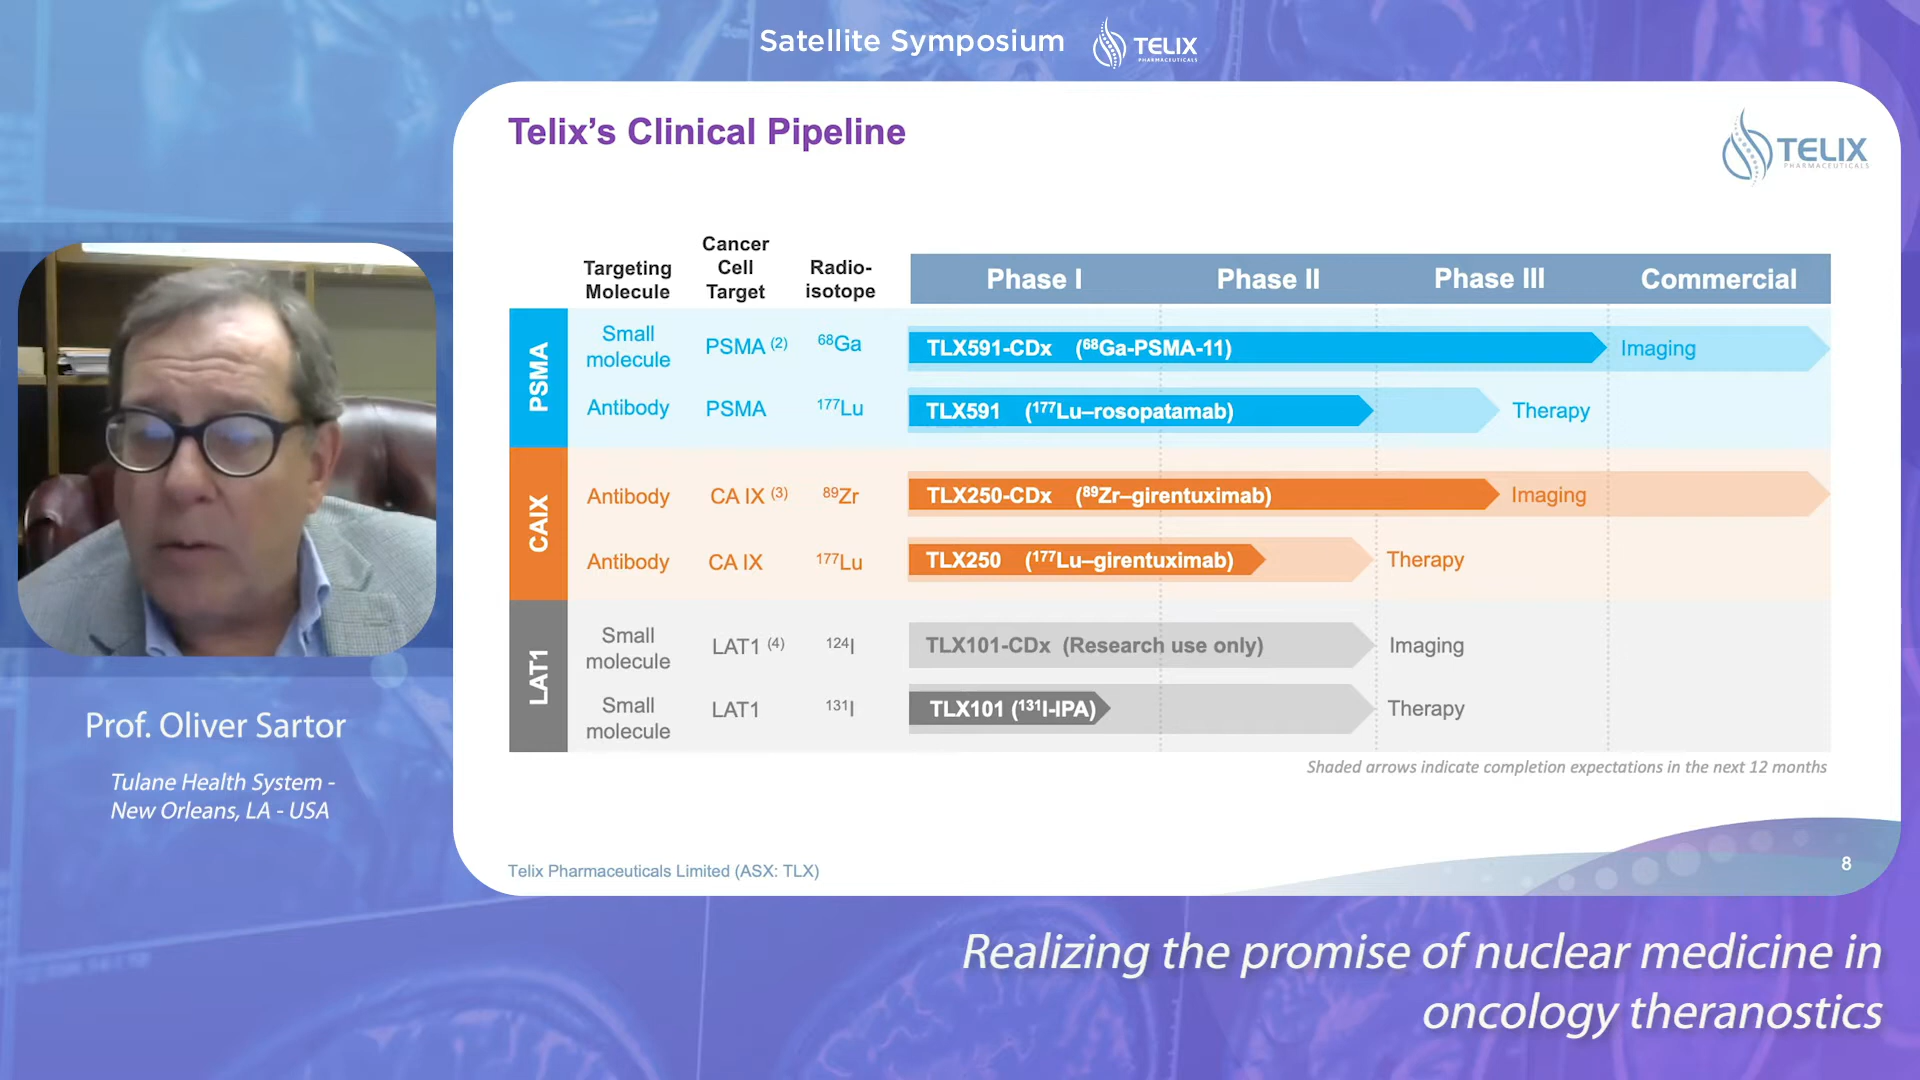 Satellite Symposium
TELIX
PHARMACEUTICALS
Telix's Clinical Pipeline
TELIX
PHARMACEUTICALS
Targeting
Molecule
Cancer
Cell
Target
Radio-
isotope
Phase I
Phase II
Phase III
Commercial
PSMA
Small
molecule
PSMA (2)
68Ga
TLX591-CDx (68Ga-PSMA-11)
Imaging
Antibody
PSMA
177Lu
TLX591 (177Lu–rosopatamab)
Therapy
CAIX
Antibody
CA IX (3)
89Zr
TLX250-CDx (89Zr–girentuximab)
Imaging
Antibody
CA IX
177Lu
TLX250 (177Lu–girentuximab)
Therapy
LAT1
Small
molecule
LAT1 (4)
124I
TLX101-CDx (Research use only)
Imaging
Small
molecule
LAT1
131I
TLX101 (131I-IPA)
Therapy
Shaded arrows indicate completion expectations in the next 12 months
Telix Pharmaceuticals Limited (ASX: TLX)
8
Prof. Oliver Sartor
Tulane Health System -
New Orleans, LA - USA
Realizing the promise of nuclear medicine in
oncology theranostics